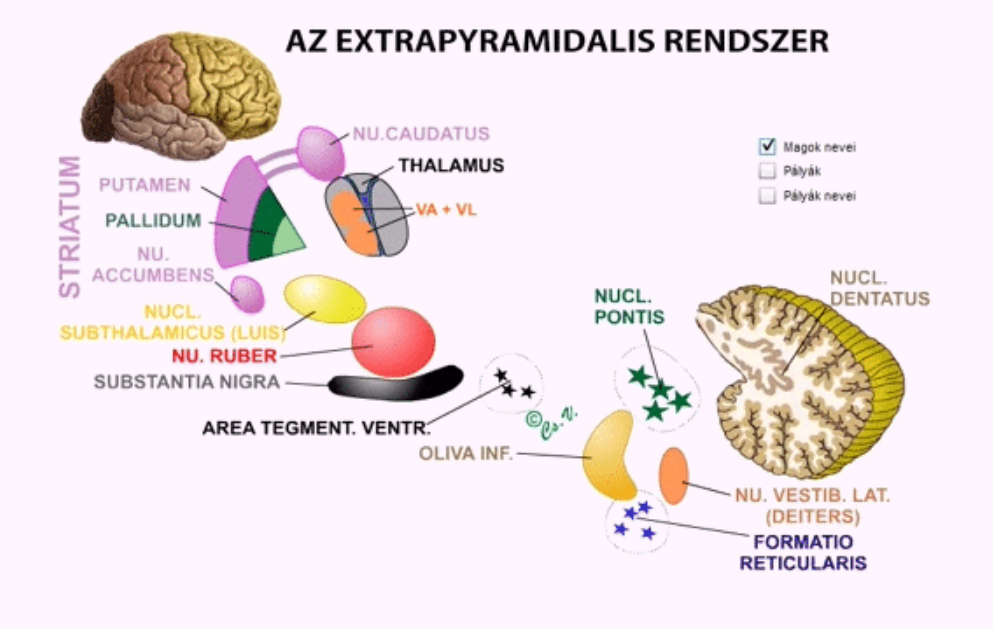 AZ EXTRAPYRAMIDALIS RENDSZER
NU.CAUDATUS
THALAMUS
Magok nevei
Pályák
Pályák nevei
STRIATUM
PUTAMEN
PALLIDUM
VA + VL
NU.
ACCUMBENS
NUCL.
SUBTHALAMICUS (LUIS)
NU. RUBER
SUBSTANTIA NIGRA
AREA TEGMENT. VENTR.
© Cs.V.
NUCL.
PONTIS
NUCL.
DENTATUS
OLIVA INF.
NU. VESTIB. LAT.
(DEITERS)
FORMATIO
RETICULARIS